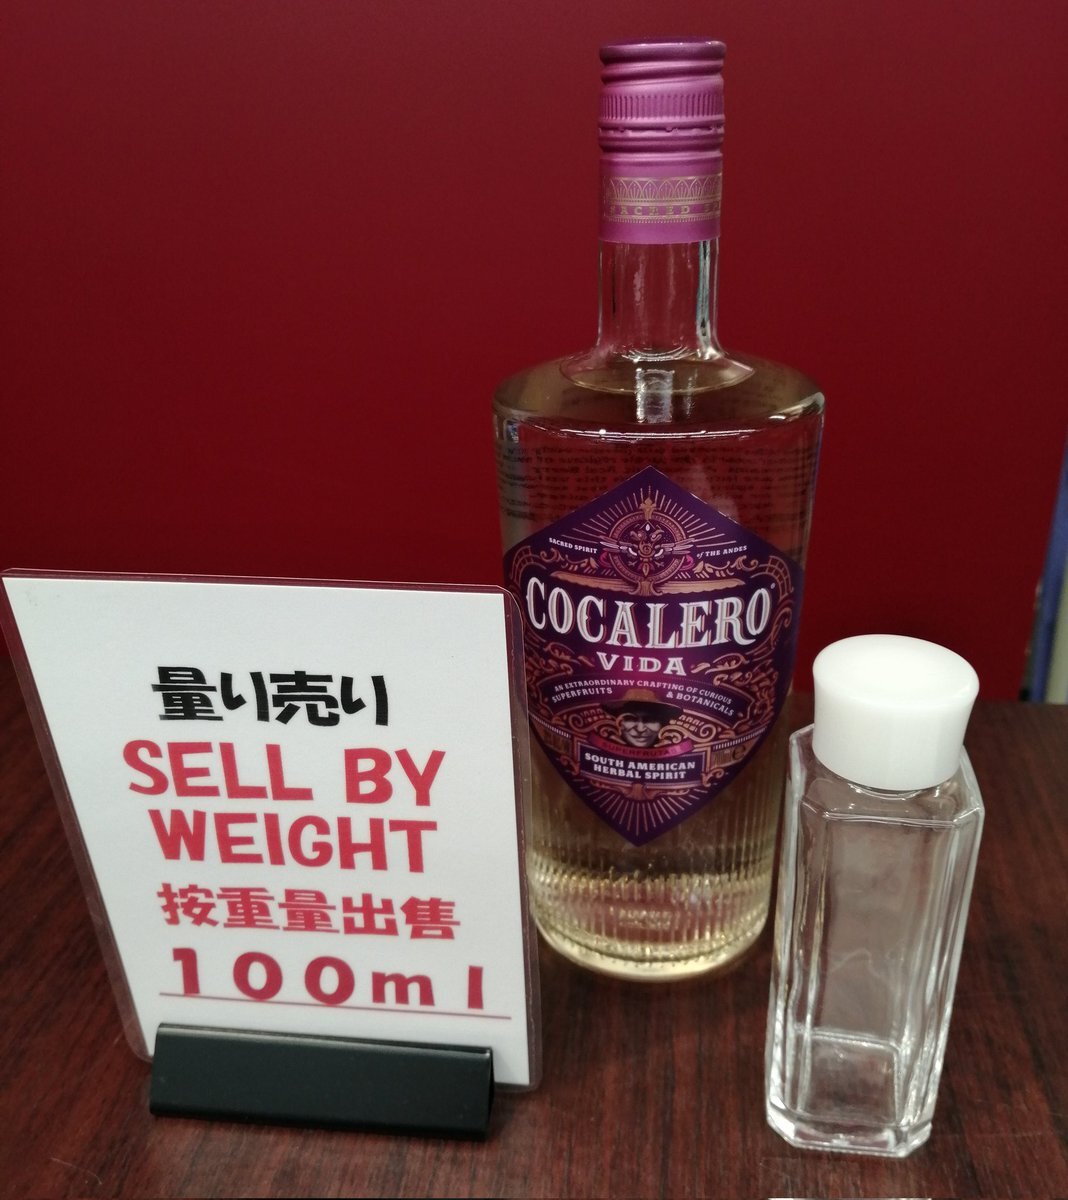 量り売り
SELL BY
WEIGHT
按重量出售
100ml
SACRED SPIRIT of THE ANDES
COCALERO
VIDA
AN EXTRAORDINARY CRAFTING OF CURIOUS
SUPERFRUITS & BOTANICALS
SUPERFRUTAS
SOUTH AMERICAN
HERBAL SPIRIT